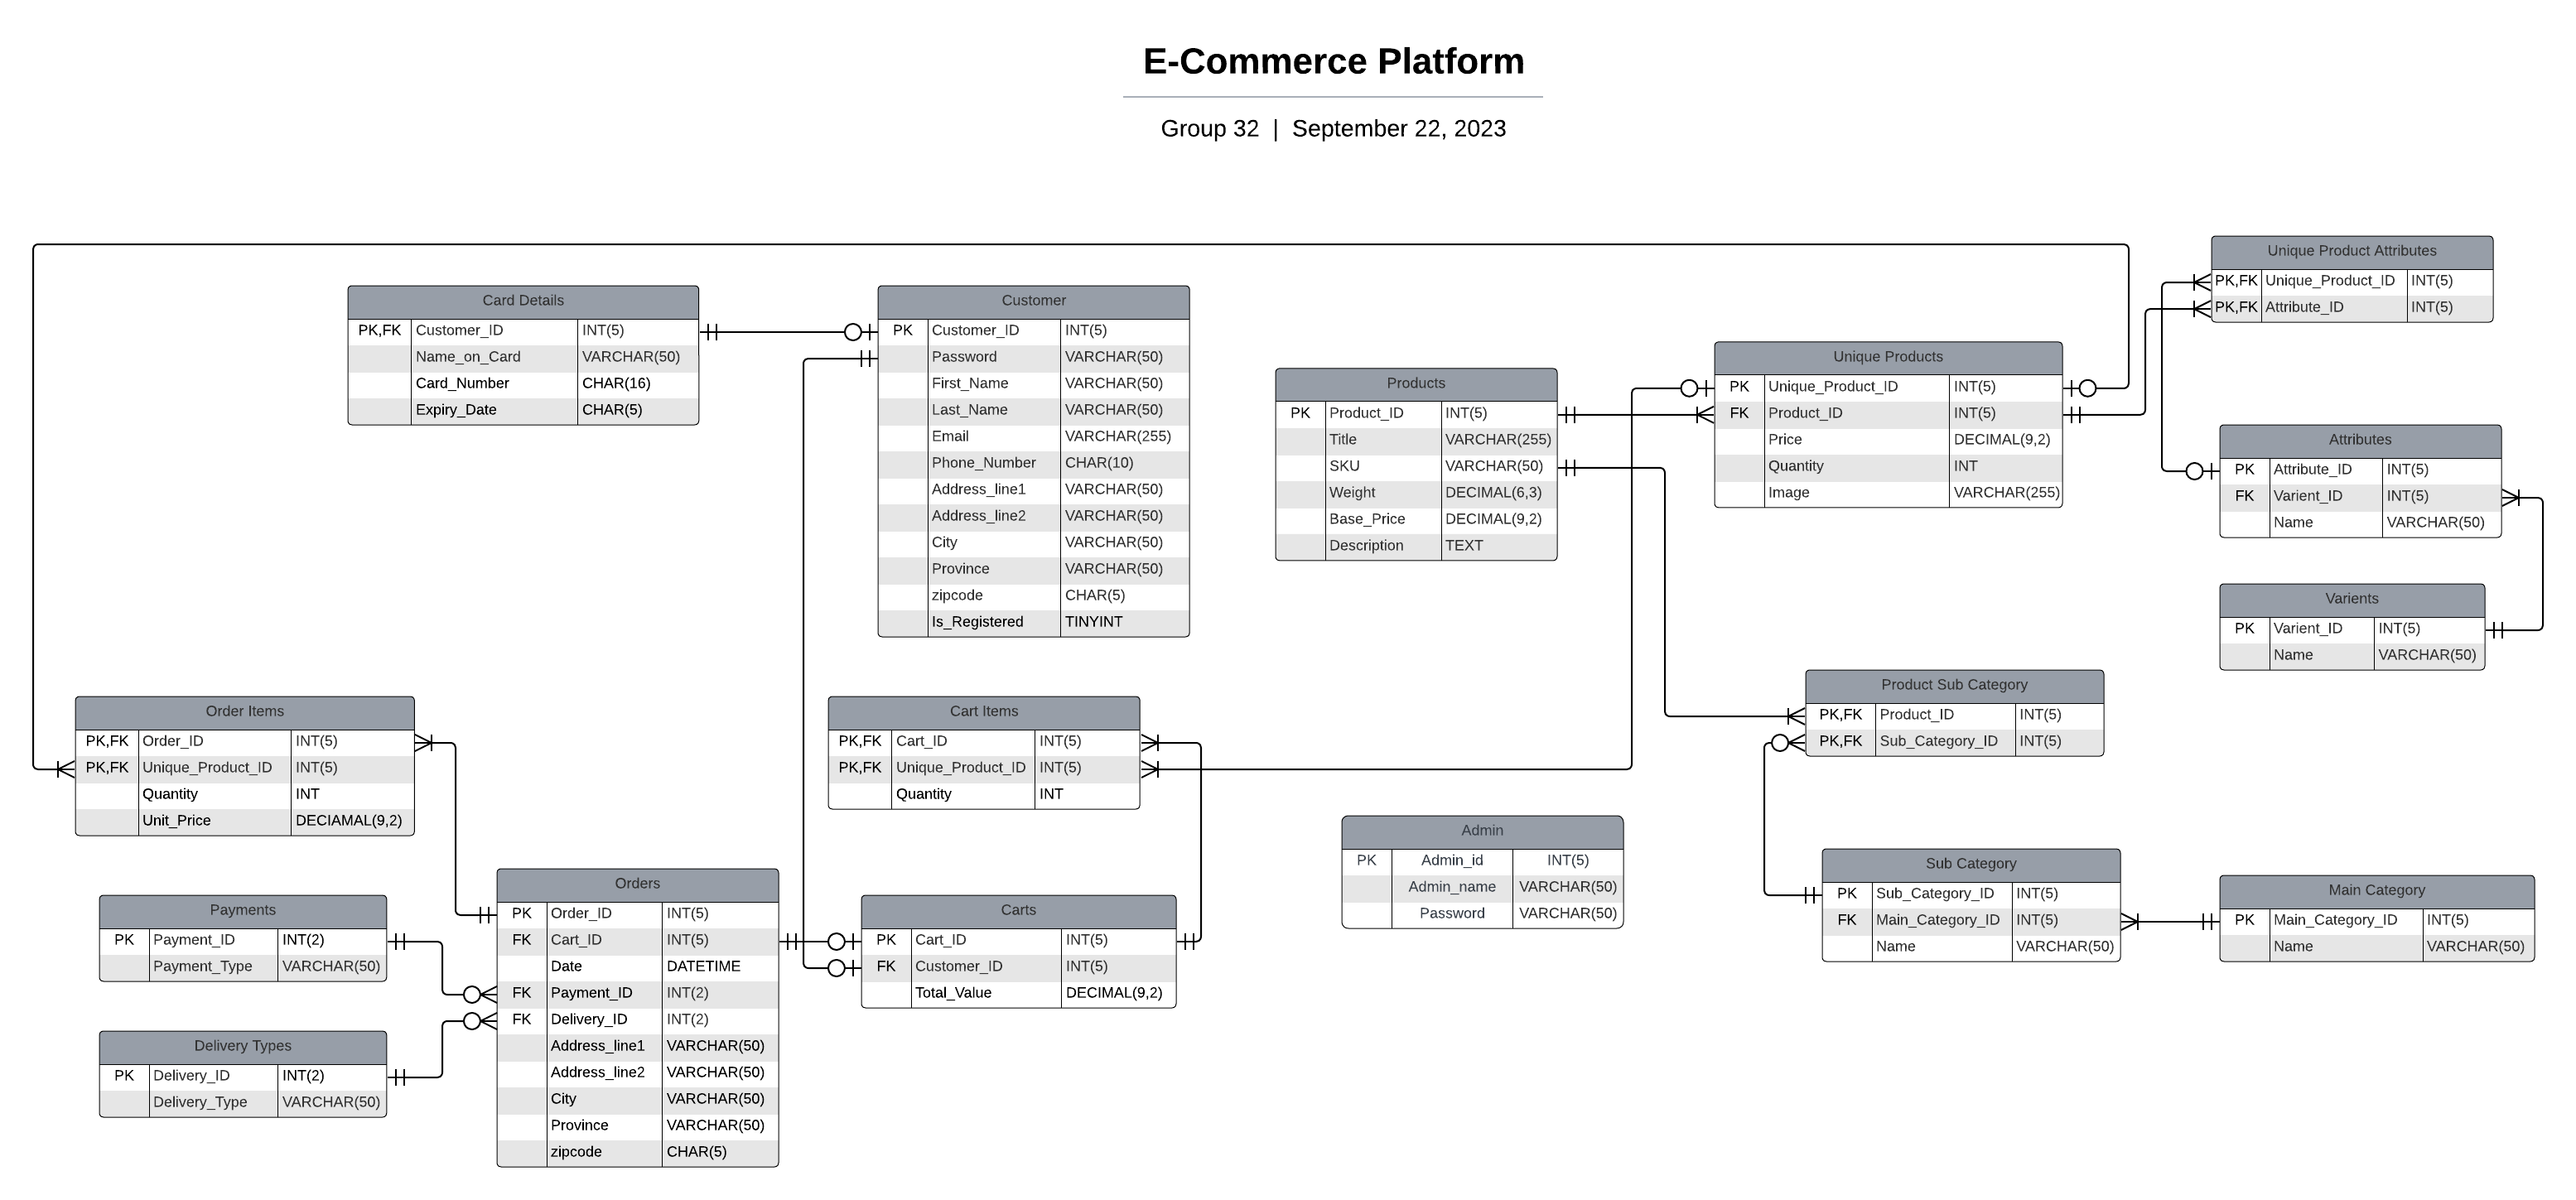 E-Commerce Platform
Group 32 | September 22, 2023
Unique Product Attributes
PK,FK Unique_Product_ID INT(5)
PK,FK Attribute_ID INT(5)
Card Details
PK,FK Customer_ID INT(5)
Name_on_Card VARCHAR(50)
Card_Number CHAR(16)
Expiry_Date CHAR(5)
Customer
PK Customer_ID INT(5)
Password VARCHAR(50)
First_Name VARCHAR(50)
Last_Name VARCHAR(50)
Email VARCHAR(255)
Phone_Number CHAR(10)
Address_line1 VARCHAR(50)
Address_line2 VARCHAR(50)
City VARCHAR(50)
Province VARCHAR(50)
zipcode CHAR(5)
Is_Registered TINYINT
Products
PK Product_ID INT(5)
Title VARCHAR(255)
SKU VARCHAR(50)
Weight DECIMAL(6,3)
Base_Price DECIMAL(9,2)
Description TEXT
Unique Products
PK Unique_Product_ID INT(5)
FK Product_ID INT(5)
Price DECIMAL(9,2)
Quantity INT
Image VARCHAR(255)
Attributes
PK Attribute_ID INT(5)
FK Varient_ID INT(5)
Name VARCHAR(50)
Varients
PK Varient_ID INT(5)
Name VARCHAR(50)
Product Sub Category
PK,FK Product_ID INT(5)
PK,FK Sub_Category_ID INT(5)
Order Items
PK,FK Order_ID INT(5)
PK,FK Unique_Product_ID INT(5)
Quantity INT
Unit_Price DECIAMAL(9,2)
Cart Items
PK,FK Cart_ID INT(5)
PK,FK Unique_Product_ID INT(5)
Quantity INT
Admin
PK Admin_id INT(5)
Admin_name VARCHAR(50)
Password VARCHAR(50)
Sub Category
PK Sub_Category_ID INT(5)
FK Main_Category_ID INT(5)
Name VARCHAR(50)
Main Category
PK Main_Category_ID INT(5)
Name VARCHAR(50)
Payments
PK Payment_ID INT(2)
Payment_Type VARCHAR(50)
Orders
PK Order_ID INT(5)
FK Cart_ID INT(5)
Date DATETIME
FK Payment_ID INT(2)
FK Delivery_ID INT(2)
Address_line1 VARCHAR(50)
Address_line2 VARCHAR(50)
City VARCHAR(50)
Province VARCHAR(50)
zipcode CHAR(5)
Carts
PK Cart_ID INT(5)
FK Customer_ID INT(5)
Total_Value DECIMAL(9,2)
Delivery Types
PK Delivery_ID INT(2)
Delivery_Type VARCHAR(50)